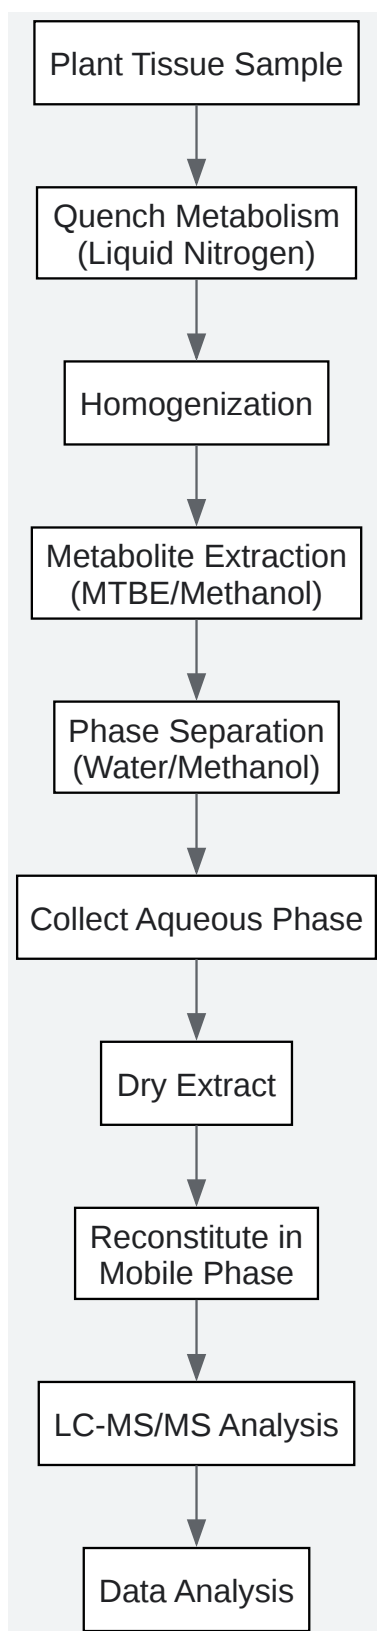 Plant Tissue Sample
Quench Metabolism
(Liquid Nitrogen)
Homogenization
Metabolite Extraction
(MTBE/Methanol)
Phase Separation
(Water/Methanol)
Collect Aqueous Phase
Dry Extract
Reconstitute in
Mobile Phase
LC-MS/MS Analysis
Data Analysis